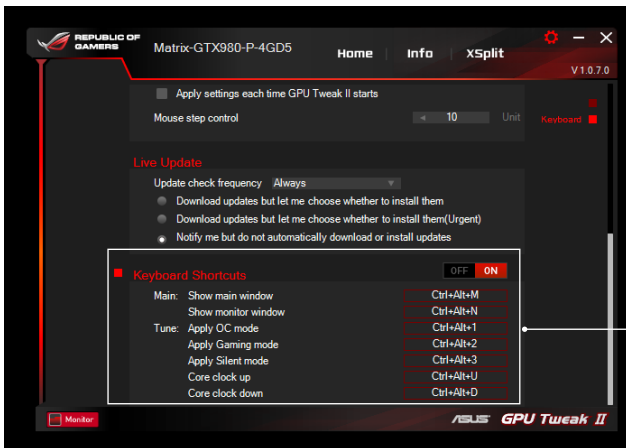 REPUBLIC OF
GAMERS
Matrix-GTX980-P-4GD5
Home Info XSplit
V 1.0.7.0
Apply settings each time GPU Tweak II starts
Mouse step control 10 Unit
Keyboard
Live Update
Update check frequency Always
Download updates but let me choose whether to install them
Download updates but let me choose whether to install them(Urgent)
Notify me but do not automatically download or install updates
Keyboard Shortcuts OFF ON
Main: Show main window Ctrl+Alt+M
Show monitor window Ctrl+Alt+N
Tune: Apply OC mode Ctrl+Alt+1
Apply Gaming mode Ctrl+Alt+2
Apply Silent mode Ctrl+Alt+3
Core clock up Ctrl+Alt+U
Core clock down Ctrl+Alt+D
Monitor
ASUS GPU Tweak II